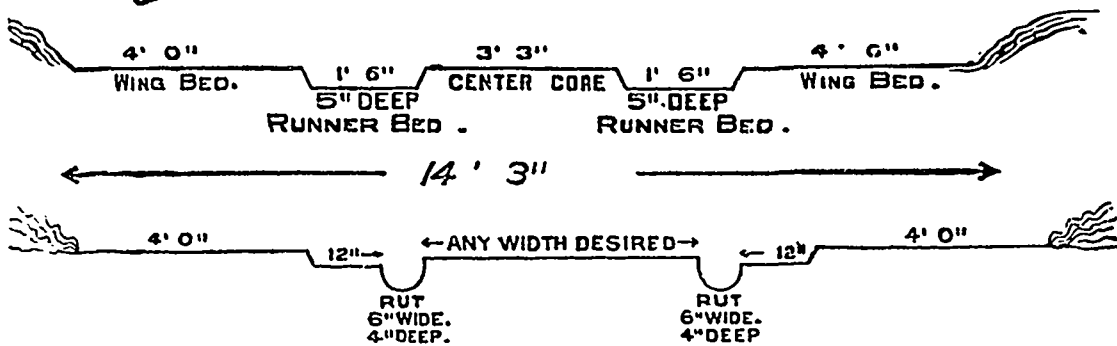 4' 0" 3' 3" 4' 0"
WING BED. 1' 6" CENTER CORE 1' 6" WING BED.
5" DEEP 5" DEEP
RUNNER BED. RUNNER BED.
14' 3"
4' 0" 12" ANY WIDTH DESIRED 12" 4' 0"
RUT RUT
6" WIDE. 6" WIDE.
4" DEEP. 4" DEEP